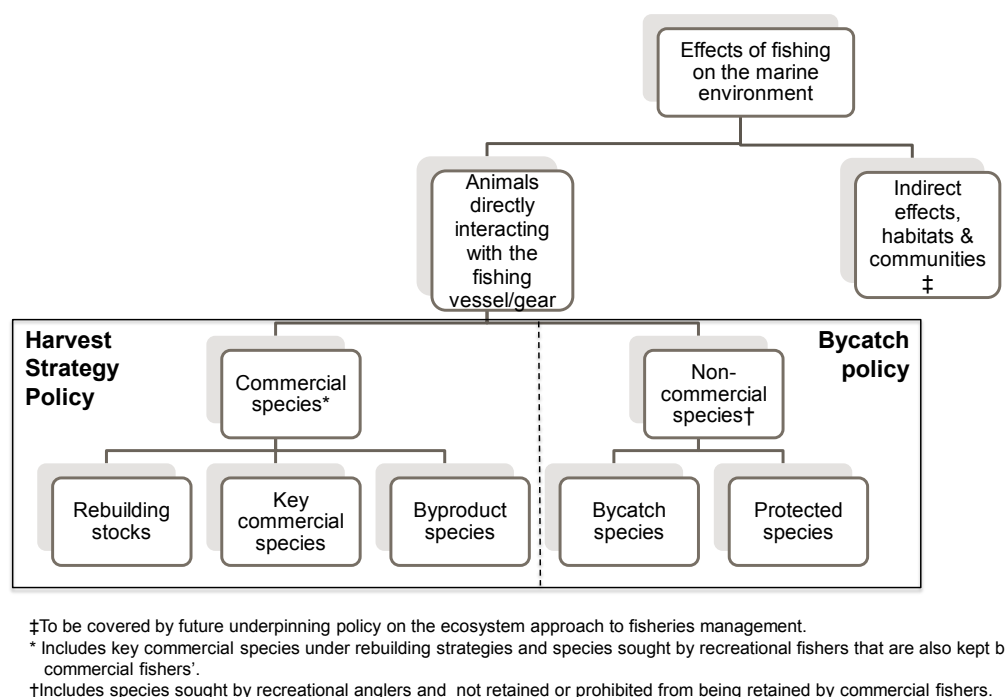 Effects of fishing
on the marine
environment
Animals
directly
interacting
with the
fishing
vessel/gear
Indirect
effects,
habitats &
communities
‡
Harvest
Strategy
Policy
Bycatch
policy
Commercial
species*
Non-
commercial
species†
Rebuilding
stocks
Key
commercial
species
Byproduct
species
Bycatch
species
Protected
species
‡To be covered by future underpinning policy on the ecosystem approach to fisheries management.
* Includes key commercial species under rebuilding strategies and species sought by recreational fishers that are also kept
commercial fishers'.
†Includes species sought by recreational anglers and not retained or prohibited from being retained by commercial fishers.